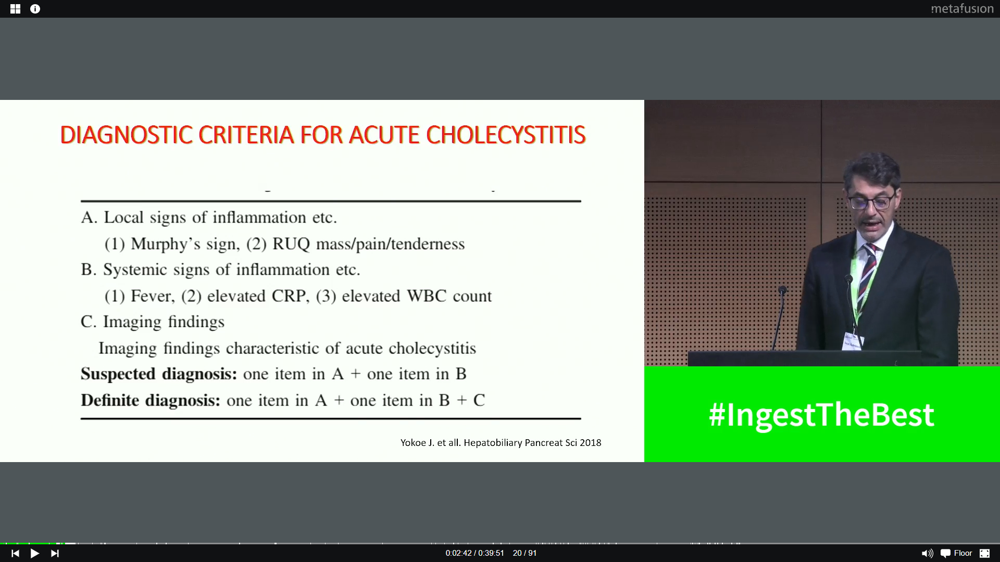 metafusion
DIAGNOSTIC CRITERIA FOR ACUTE CHOLECYSTITIS
A. Local signs of inflammation etc.
(1) Murphy's sign, (2) RUQ mass/pain/tenderness
B. Systemic signs of inflammation etc.
(1) Fever, (2) elevated CRP, (3) elevated WBC count
C. Imaging findings
Imaging findings characteristic of acute cholecystitis
Suspected diagnosis: one item in A + one item in B
Definite diagnosis: one item in A + one item in B + C
Yokoe J. et all. Hepatobiliary Pancreat Sci 2018
#IngestTheBest
0:02:42 / 0:39:51 20 / 91
Floor